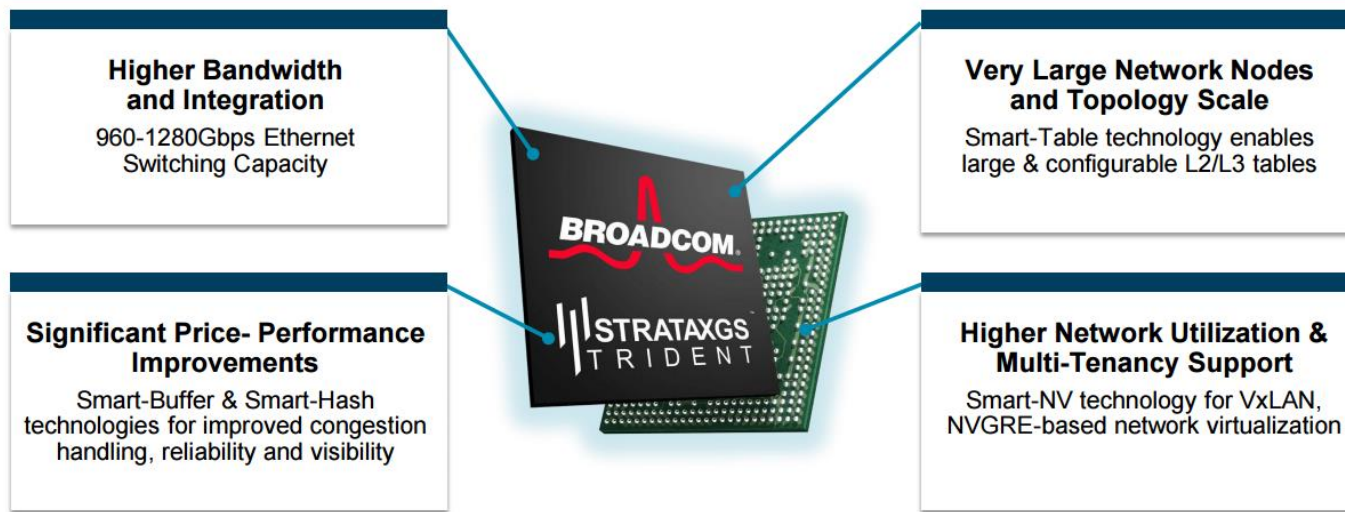 Higher Bandwidth
and Integration
960-1280Gbps Ethernet
Switching Capacity
Very Large Network Nodes
and Topology Scale
Smart-Table technology enables
large & configurable L2/L3 tables
BROADCOM®
STRATAXGS™
TRIDENT
Significant Price- Performance
Improvements
Smart-Buffer & Smart-Hash
technologies for improved congestion
handling, reliability and visibility
Higher Network Utilization &
Multi-Tenancy Support
Smart-NV technology for VxLAN,
NVGRE-based network virtualization